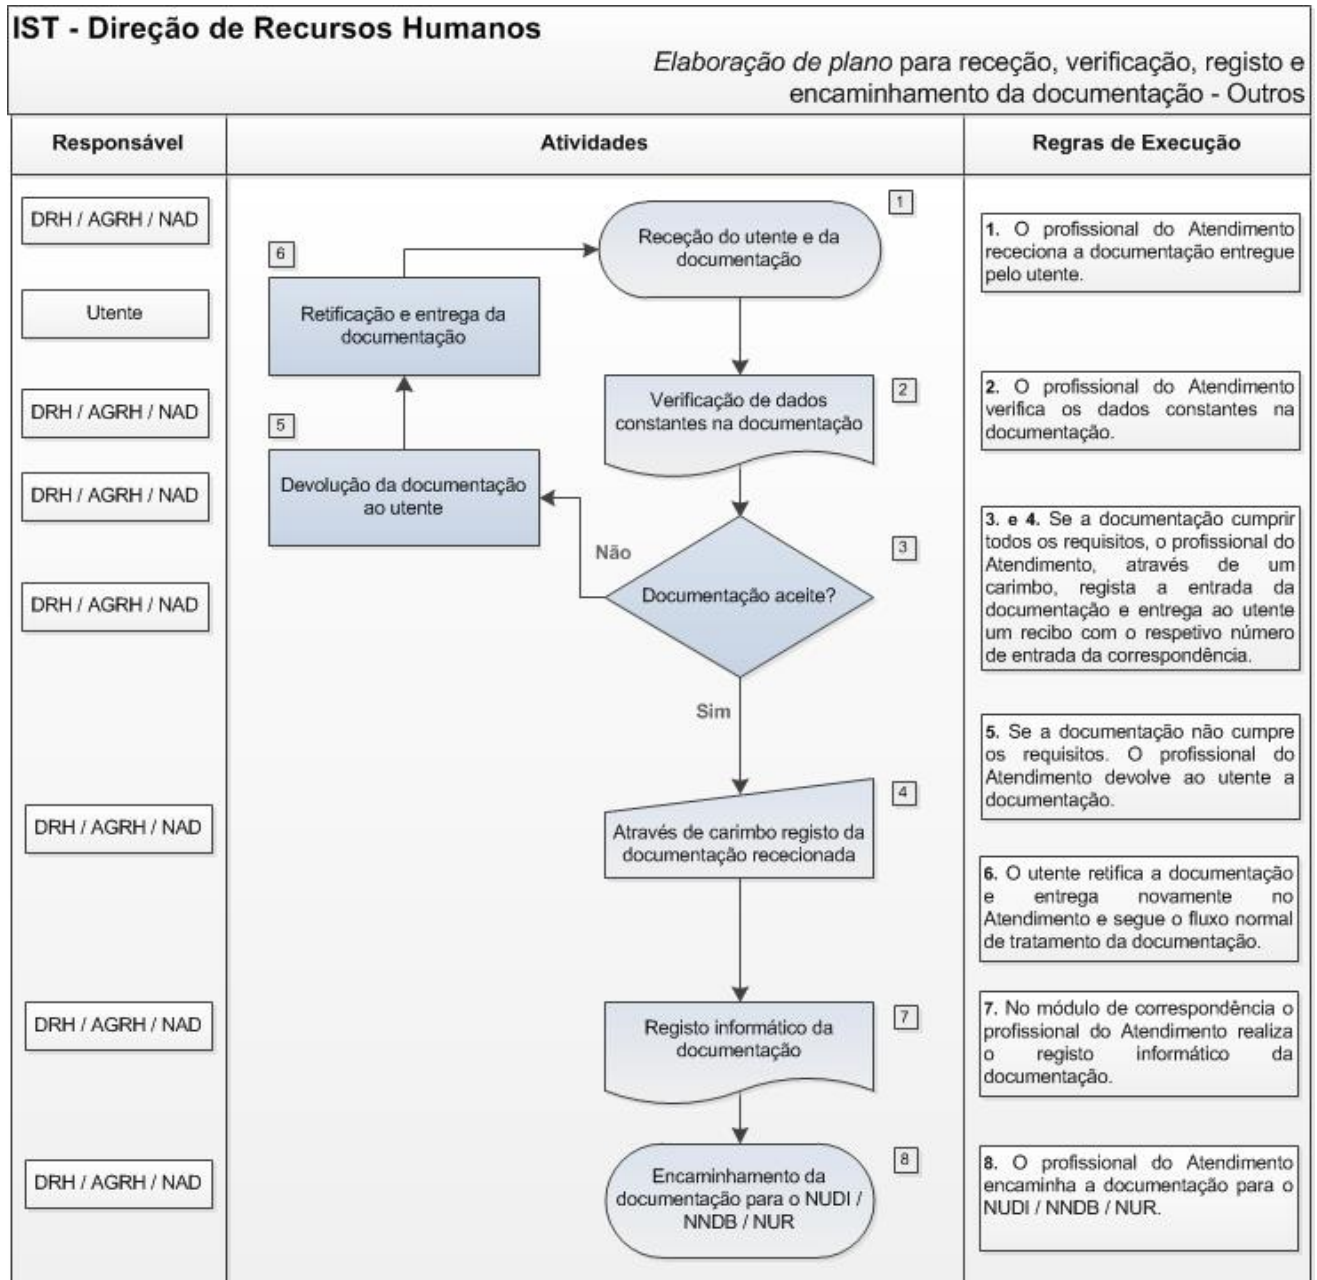 IST - Direção de Recursos Humanos
Elaboração de plano para receção, verificação, registo e
encaminhamento da documentação - Outros
Responsável
Atividades
Regras de Execução
DRH / AGRH / NAD
Utente
DRH / AGRH / NAD
DRH / AGRH / NAD
DRH / AGRH / NAD
DRH / AGRH / NAD
DRH / AGRH / NAD
DRH / AGRH / NAD
1
Receção do utente e da
documentação
6
Retificação e entrega da
documentação
2
Verificação de dados
constantes na documentação
5
Devolução da documentação
ao utente
Não
3
Documentação aceite?
Sim
4
Através de carimbo registo da
documentação rececionada
7
Registo informático da
documentação
8
Encaminhamento da
documentação para o NUDI /
NNDB / NUR
1. O profissional do Atendimento
receciona a documentação entregue
pelo utente.
2. O profissional do Atendimento
verifica os dados constantes na
documentação.
3. e 4. Se a documentação cumprir
todos os requisitos, o profissional do
Atendimento, através de um
carimbo, regista a entrada da
documentação e entrega ao utente
um recibo com o respetivo número
de entrada da correspondência.
5. Se a documentação não cumpre
os requisitos. O profissional do
Atendimento devolve ao utente a
documentação.
6. O utente retifica a documentação
e entrega novamente no
Atendimento e segue o fluxo normal
de tratamento da documentação.
7. No módulo de correspondência o
profissional do Atendimento realiza
o registo informático da
documentação.
8. O profissional do Atendimento
encaminha a documentação para o
NUDI / NNDB / NUR.